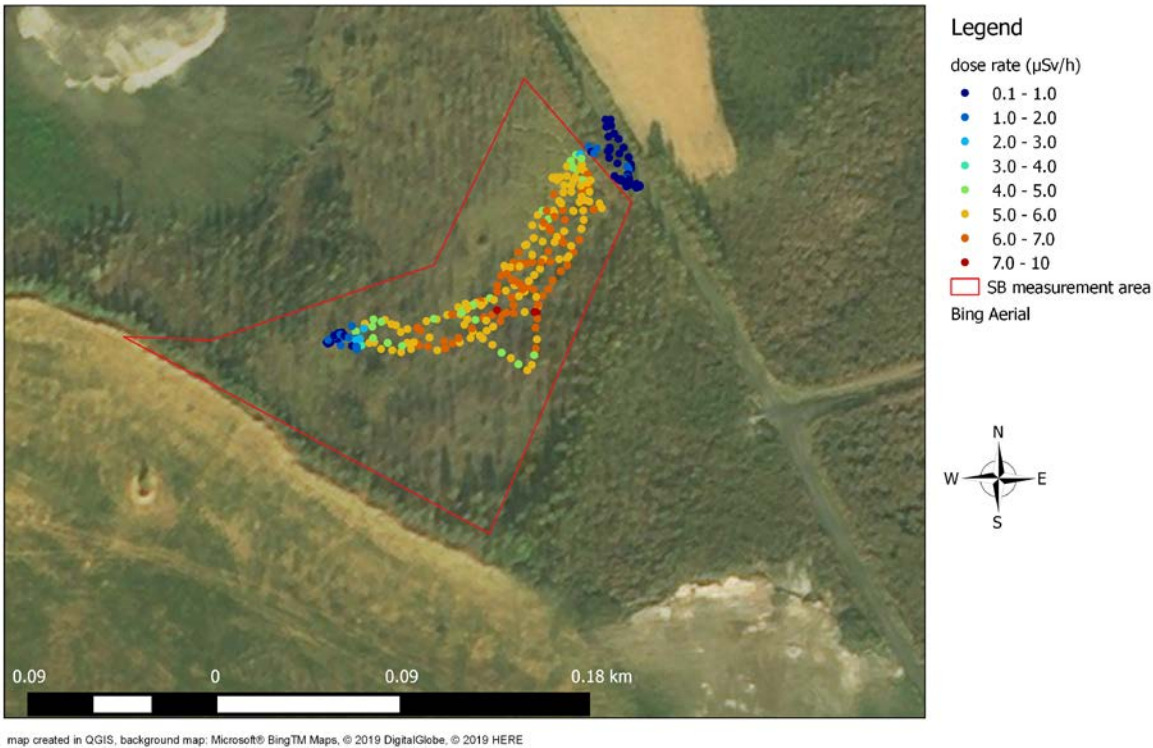 Legend
dose rate (µSv/h)
0.1 - 1.0
1.0 - 2.0
2.0 - 3.0
3.0 - 4.0
4.0 - 5.0
5.0 - 6.0
6.0 - 7.0
7.0 - 10
SB measurement area
Bing Aerial
N
W E
S
0.09 0 0.09 0.18 km
map created in QGIS, background map: Microsoft® BingTM Maps, © 2019 DigitalGlobe, © 2019 HERE